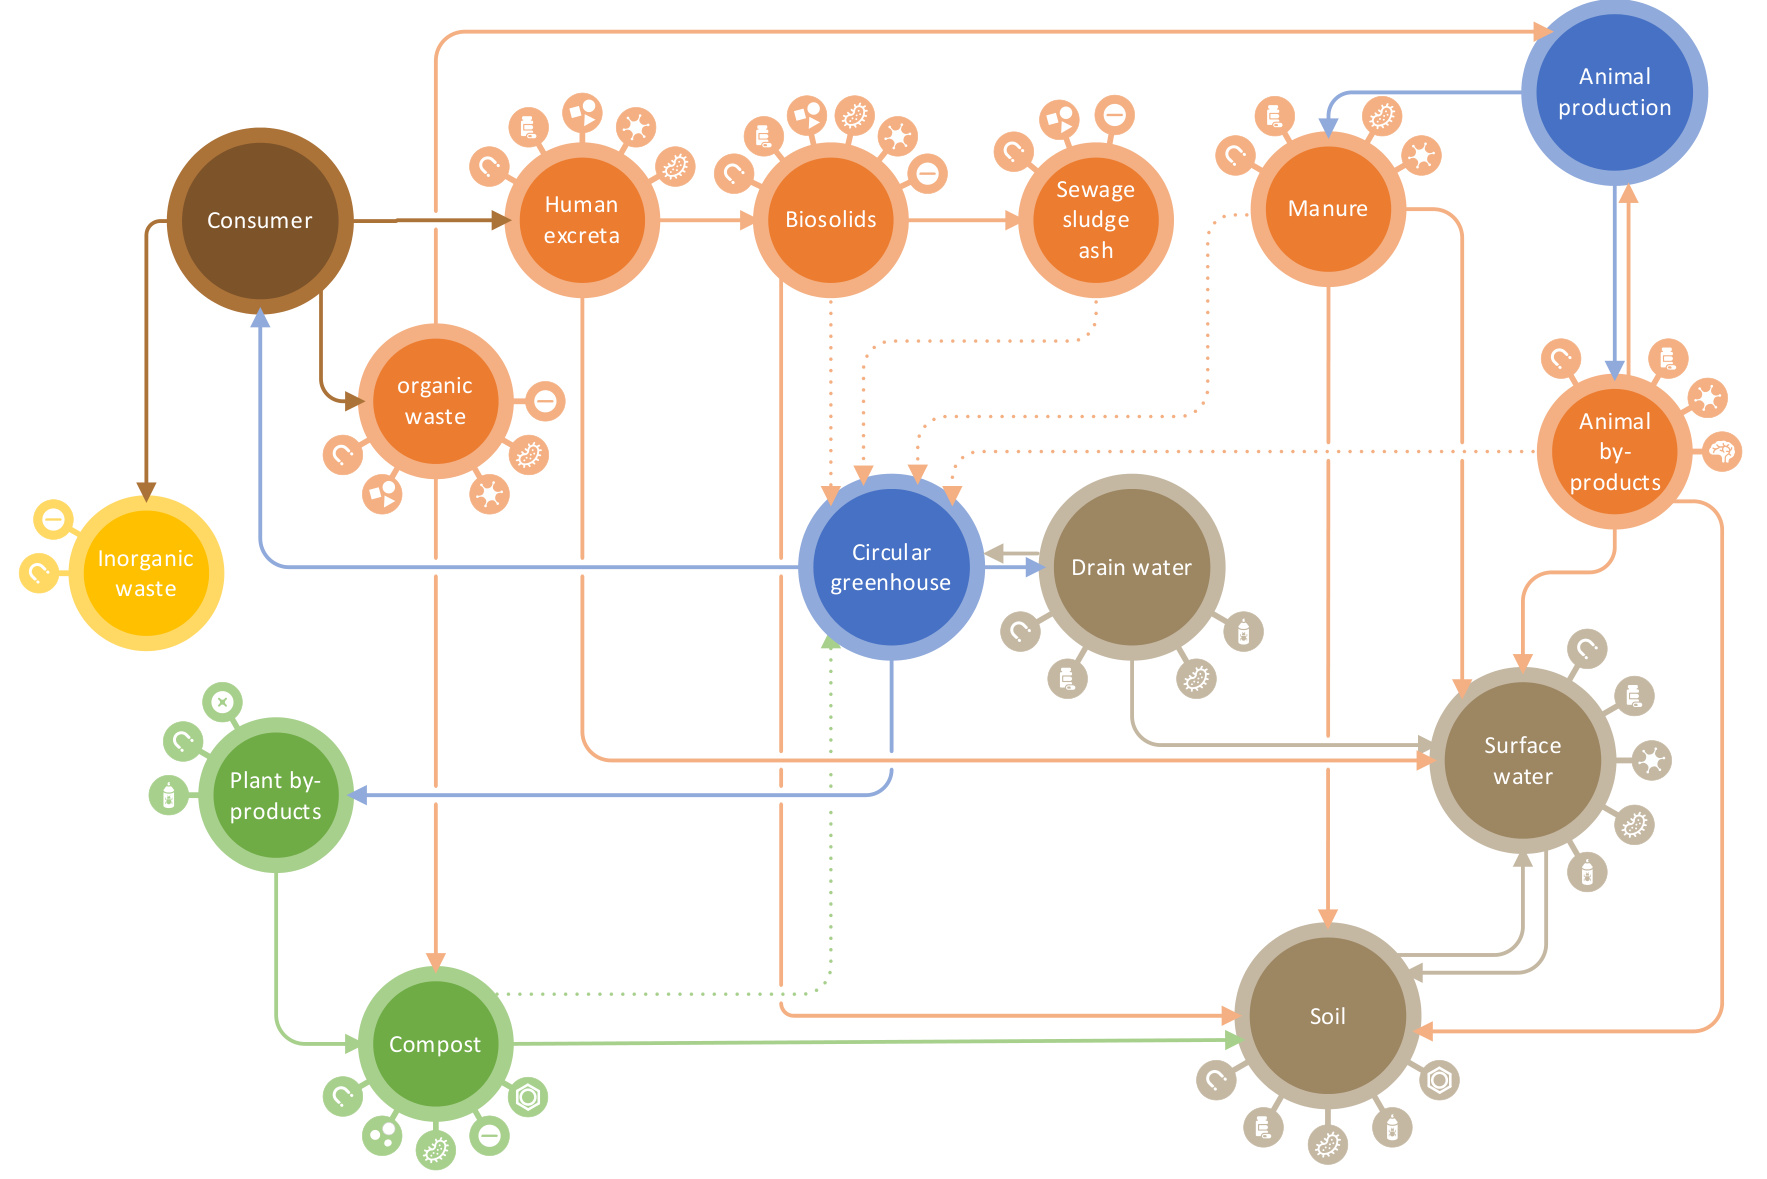 Animal
production
Consumer
Human
excreta
Biosolids
Sewage
sludge
ash
Manure
organic
waste
Animal
by-
products
Inorganic
waste
Circular
greenhouse
Drain water
Surface
water
Plant by-
products
Compost
Soil